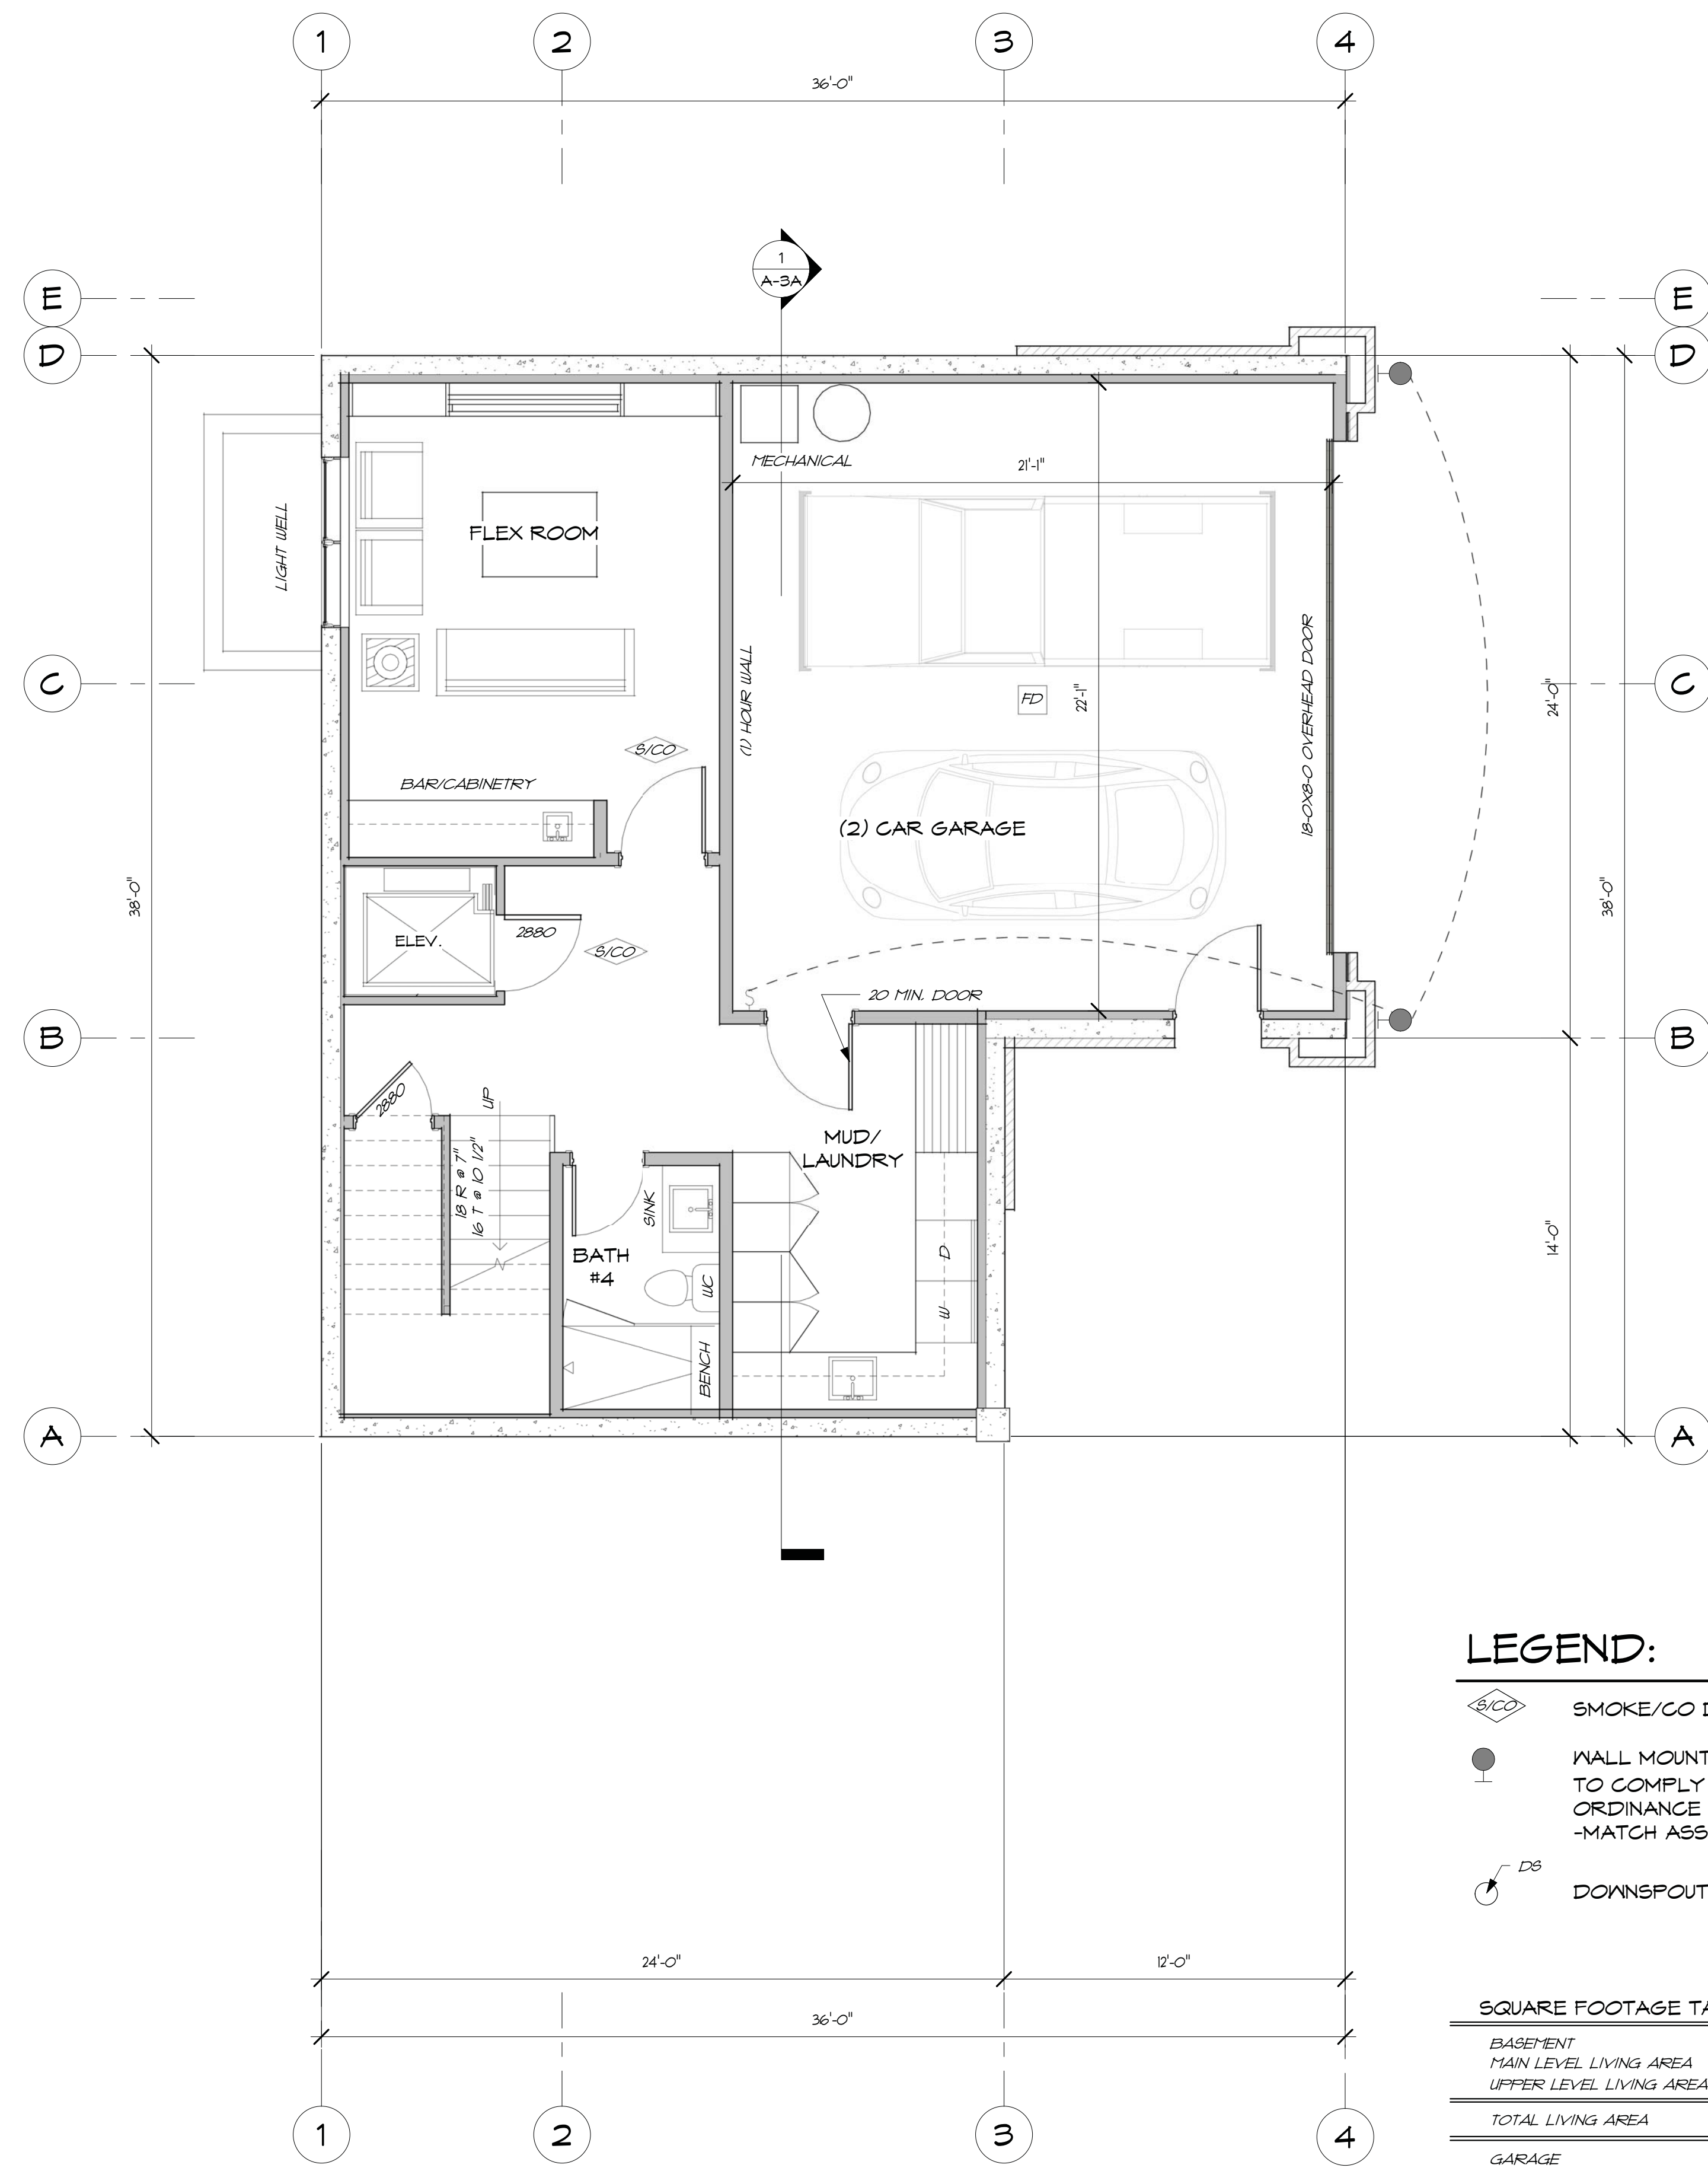 1
2
3
4
36'-0"
1
A-3A
E
E
D
D
MECHANICAL
21'-1"
FLEX ROOM
LIGHT WELL
(1) HOUR WALL
18-0X8-0 OVERHEAD DOOR
C
C
FD
22'-1"
24'-0"
S/CO
BAR/CABINETRY
(2) CAR GARAGE
38'-0"
38'-0"
ELEV.
2880
S/CO
S
20 MIN. DOOR
B
B
2880
UP
18 R @ 7"
16 T @ 10 1/2"
MUD/
LAUNDRY
SINK
BATH
#4
WC
D
W
BENCH
14'-0"
A
A
LEGEND:
S/CO
SMOKE/CO
WALL MOUNT
TO COMPLY
ORDINANCE
-MATCH ASS
DS
DOWNSPOUT
24'-0"
12'-0"
36'-0"
SQUARE FOOTAGE TA
BASEMENT
MAIN LEVEL LIVING AREA
UPPER LEVEL LIVING AREA
TOTAL LIVING AREA
GARAGE
1
2
3
4